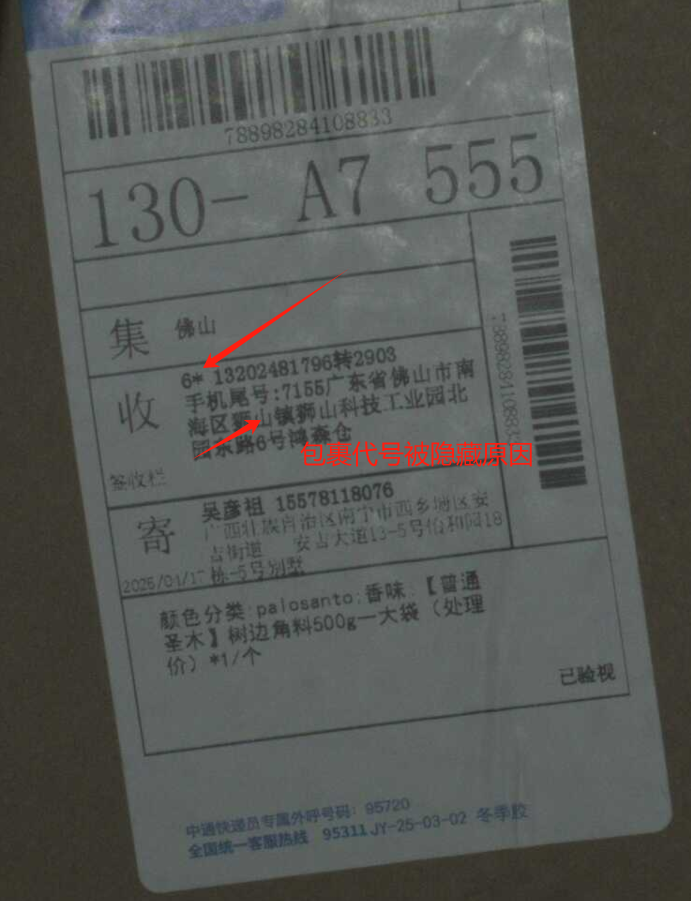 78898284108833
130- A7 555
集 佛山
收
6* 13202481796转2903
手机尾号:7155广东省佛山市南
海区狮山镇狮山科技工业园北
园东路6号鸿森仓
包裹代号被隐藏原因
签收栏
78898284108833
寄
吴彦祖 15578118076
广西壮族自治区南宁市西乡塘区安
吉街道 安吉大道13-5号怡和园18
栋-5号别墅
2025/04/17
颜色分类:palosanto;香味:【普通
圣木】树边角料500g一大袋（处理
价）*1/个
已验视
中通快递员专属外呼号码：95720
全国统一客服热线 95311 JY-25-03-02 冬季胶